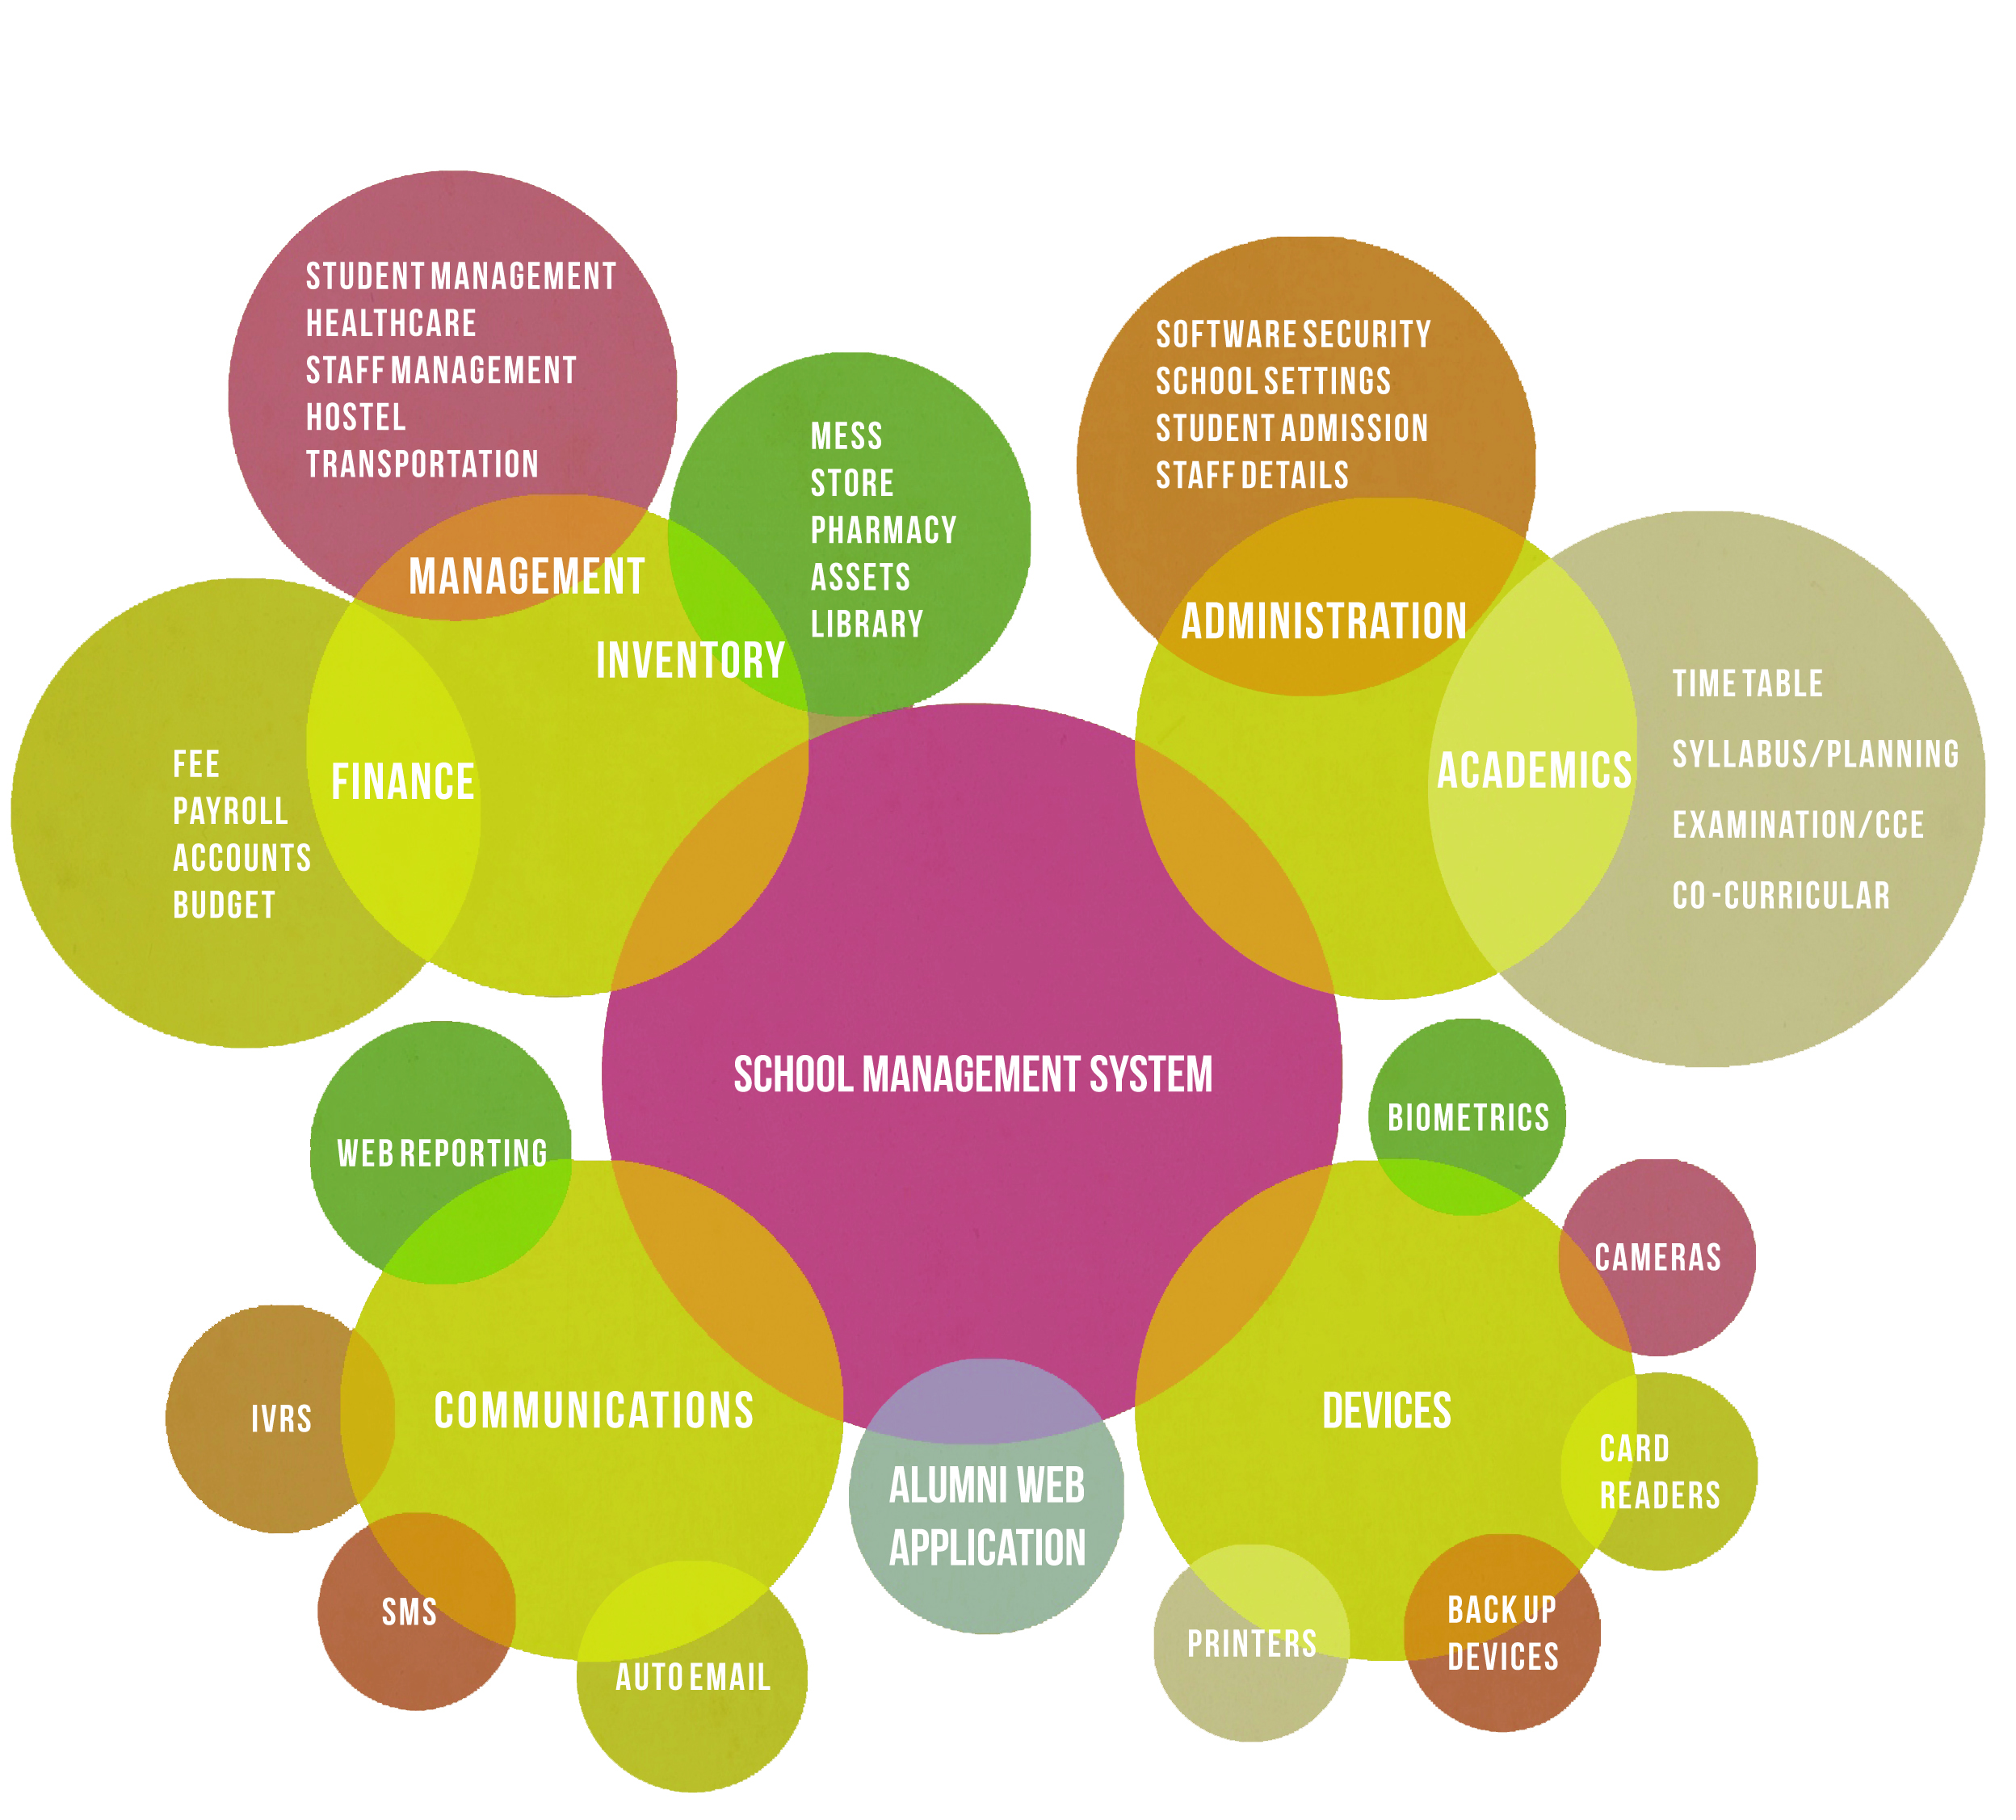 STUDENT MANAGEMENT
HEALTHCARE
STAFF MANAGEMENT
HOSTEL
TRANSPORTATION
MANAGEMENT
MESS
STORE
PHARMACY
ASSETS
LIBRARY
INVENTORY
FEE
PAYROLL
ACCOUNTS
BUDGET
FINANCE
SOFTWARE SECURITY
SCHOOL SETTINGS
STUDENT ADMISSION
STAFF DETAILS
ADMINISTRATION
ACADEMICS
TIME TABLE
SYLLABUS/PLANNING
EXAMINATION/CCE
CO-CURRICULAR
SCHOOL MANAGEMENT SYSTEM
WEB REPORTING
IVRS
COMMUNICATIONS
SMS
AUTO EMAIL
ALUMNI WEB
APPLICATION
BIOMETRICS
CAMERAS
DEVICES
CARD
READERS
PRINTERS
BACK UP
DEVICES